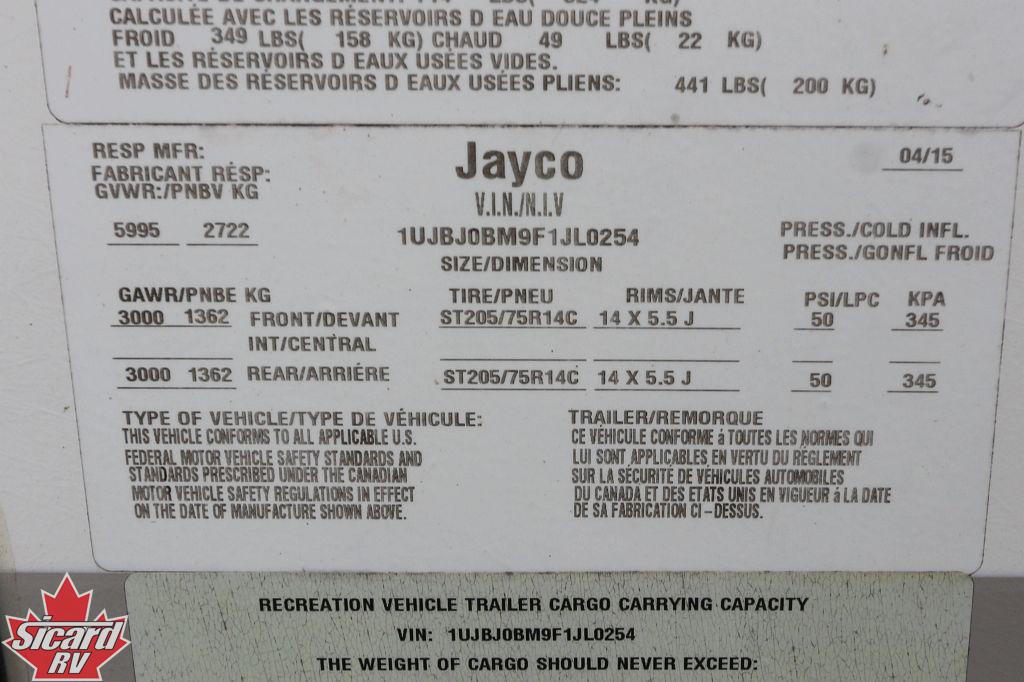 CALCULÉE AVEC LES RÉSERVOIRS D EAU DOUCE PLEINS
FROID 349 LBS( 158 KG) CHAUD 49 LBS( 22 KG)
ET LES RÉSERVOIRS D EAUX USÉES VIDES.
MASSE DES RÉSERVOIRS D EAUX USÉES PLIENS: 441 LBS( 200 KG)
RESP MFR: Jayco 04/15
FABRICANT RÉSP:
GVWR:/PNBV KG V.I.N./N.I.V
5995 2722 1UJBJ0BM9F1JL0254 PRESS./COLD INFL.
SIZE/DIMENSION PRESS./GONFL FROID
GAWR/PNBE KG TIRE/PNEU RIMS/JANTE PSI/LPC KPA
3000 1362 FRONT/DEVANT ST205/75R14C 14 X 5.5 J 50 345
INT/CENTRAL
3000 1362 REAR/ARRIÉRE ST205/75R14C 14 X 5.5 J 50 345
TYPE OF VEHICLE/TYPE DE VÉHICULE: TRAILER/REMORQUE
THIS VEHICLE CONFORMS TO ALL APPLICABLE U.S.
FEDERAL MOTOR VEHICLE SAFETY STANDARDS AND
STANDARDS PRESCRIBED UNDER THE CANADIAN
MOTOR VEHICLE SAFETY REGULATIONS IN EFFECT
ON THE DATE OF MANUFACTURE SHOWN ABOVE.
CE VÉHICULE CONFORME á TOUTES LES NORMES QUI
LUI SONT APPLICABLES EN VERTU DU RÉGLEMENT
SUR LA SÉCURITÉ DE VÉHICULES AUTOMOBILES
DU CANADA ET DES ETATS UNIS EN VIGUEUR á LA DATE
DE SA FABRICATION CI-DESSUS.
RECREATION VEHICLE TRAILER CARGO CARRYING CAPACITY
VIN: 1UJBJ0BM9F1JL0254
THE WEIGHT OF CARGO SHOULD NEVER EXCEED:
Sicard
RV